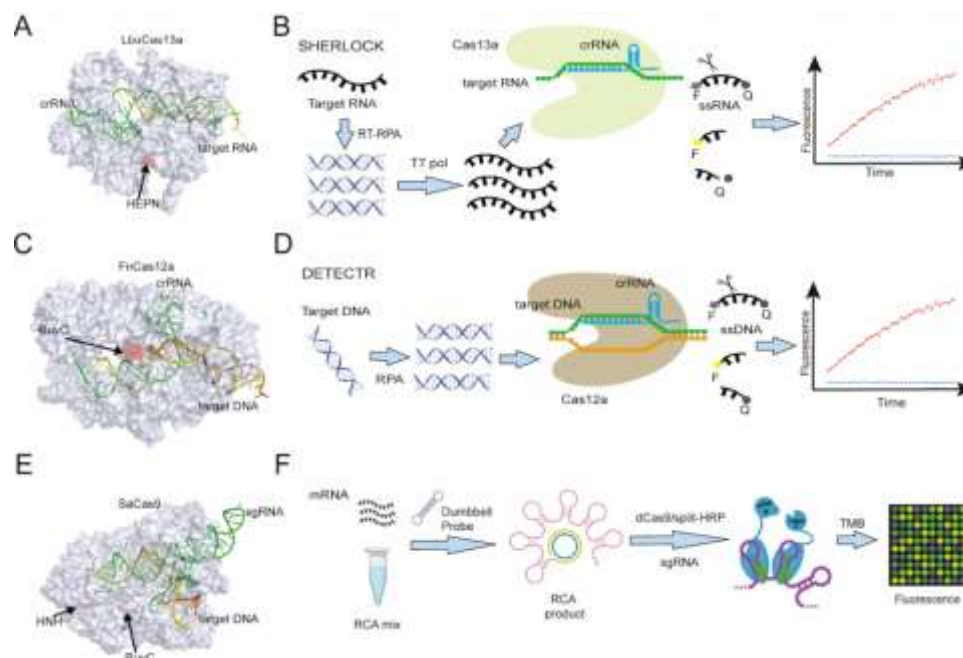 A
LbuCas13a
crRNA
target RNA
HEPN
B
SHERLOCK
Target RNA
RT-RPA
T7 pol
Cas13a
crRNA
target RNA
F
Q
ssRNA
F
Q
Fluorescence
Time
C
FnCas12a
crRNA
RuvC
target DNA
D
DETECTR
Target DNA
RPA
crRNA
target DNA
Cas12a
F
Q
ssDNA
F
Q
Fluorescence
Time
E
SaCas9
sgRNA
HNH
target DNA
RuvC
F
mRNA
Dumbbell
Probe
RCA mix
RCA
product
dCas9/split-HRP
sgRNA
TMB
Fluorescence